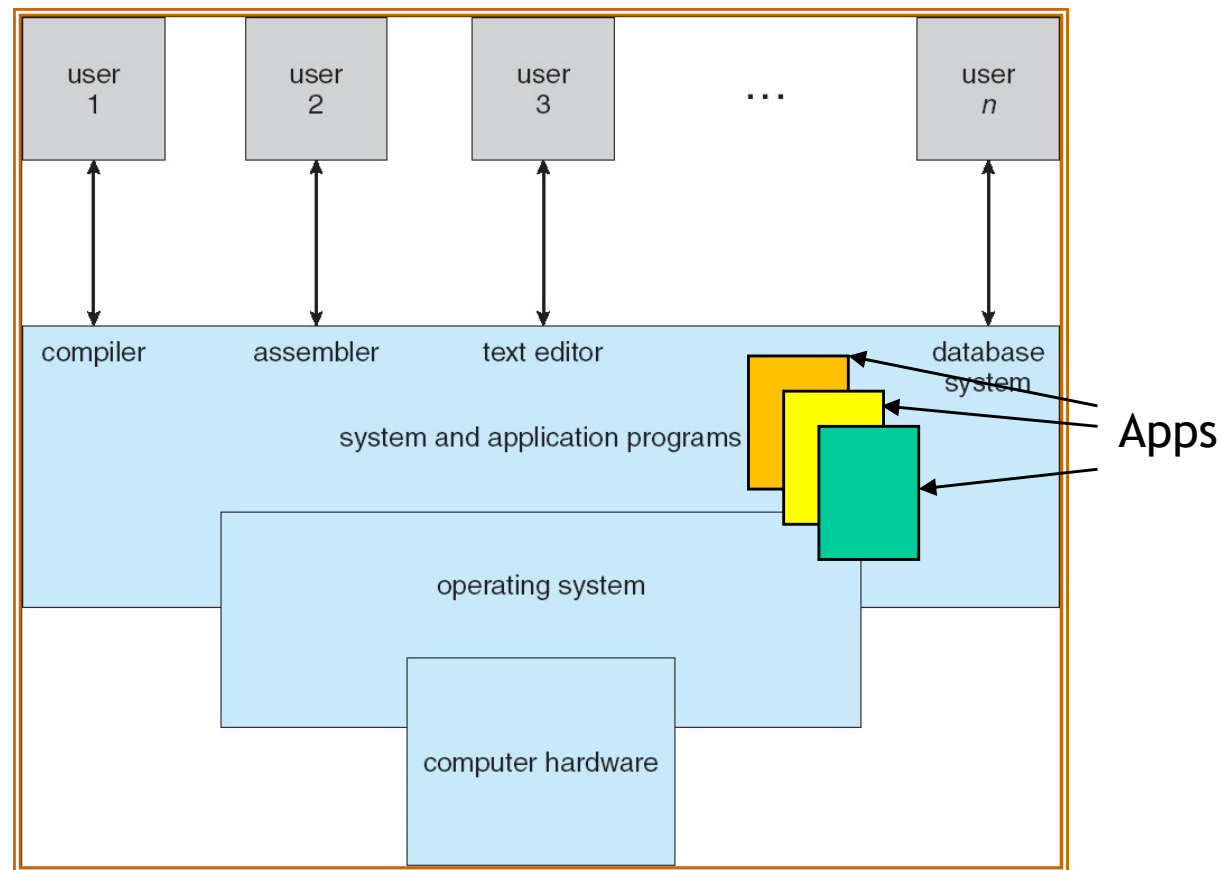 user
1
user
2
user
3
...
user
n
compiler
assembler
text editor
database
system
system and application programs
Apps
operating system
computer hardware